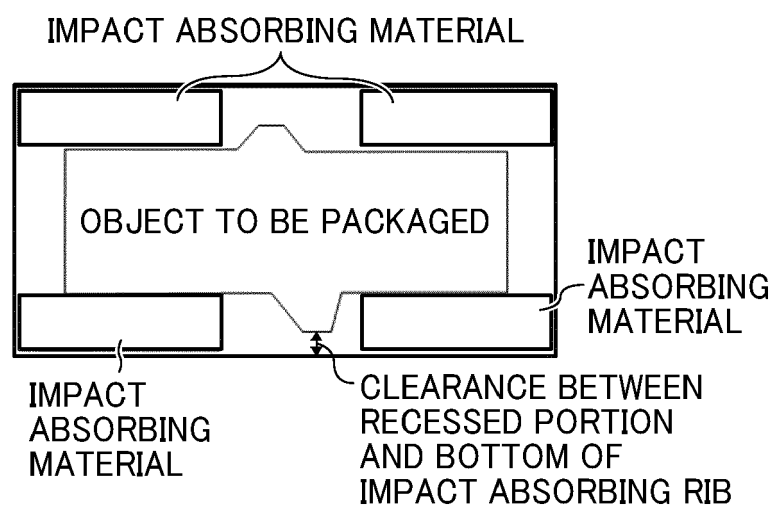 IMPACT ABSORBING MATERIAL
OBJECT TO BE PACKAGED
IMPACT
ABSORBING
MATERIAL
IMPACT
ABSORBING
MATERIAL
CLEARANCE BETWEEN
RECESSED PORTION
AND BOTTOM OF
IMPACT ABSORBING RIB